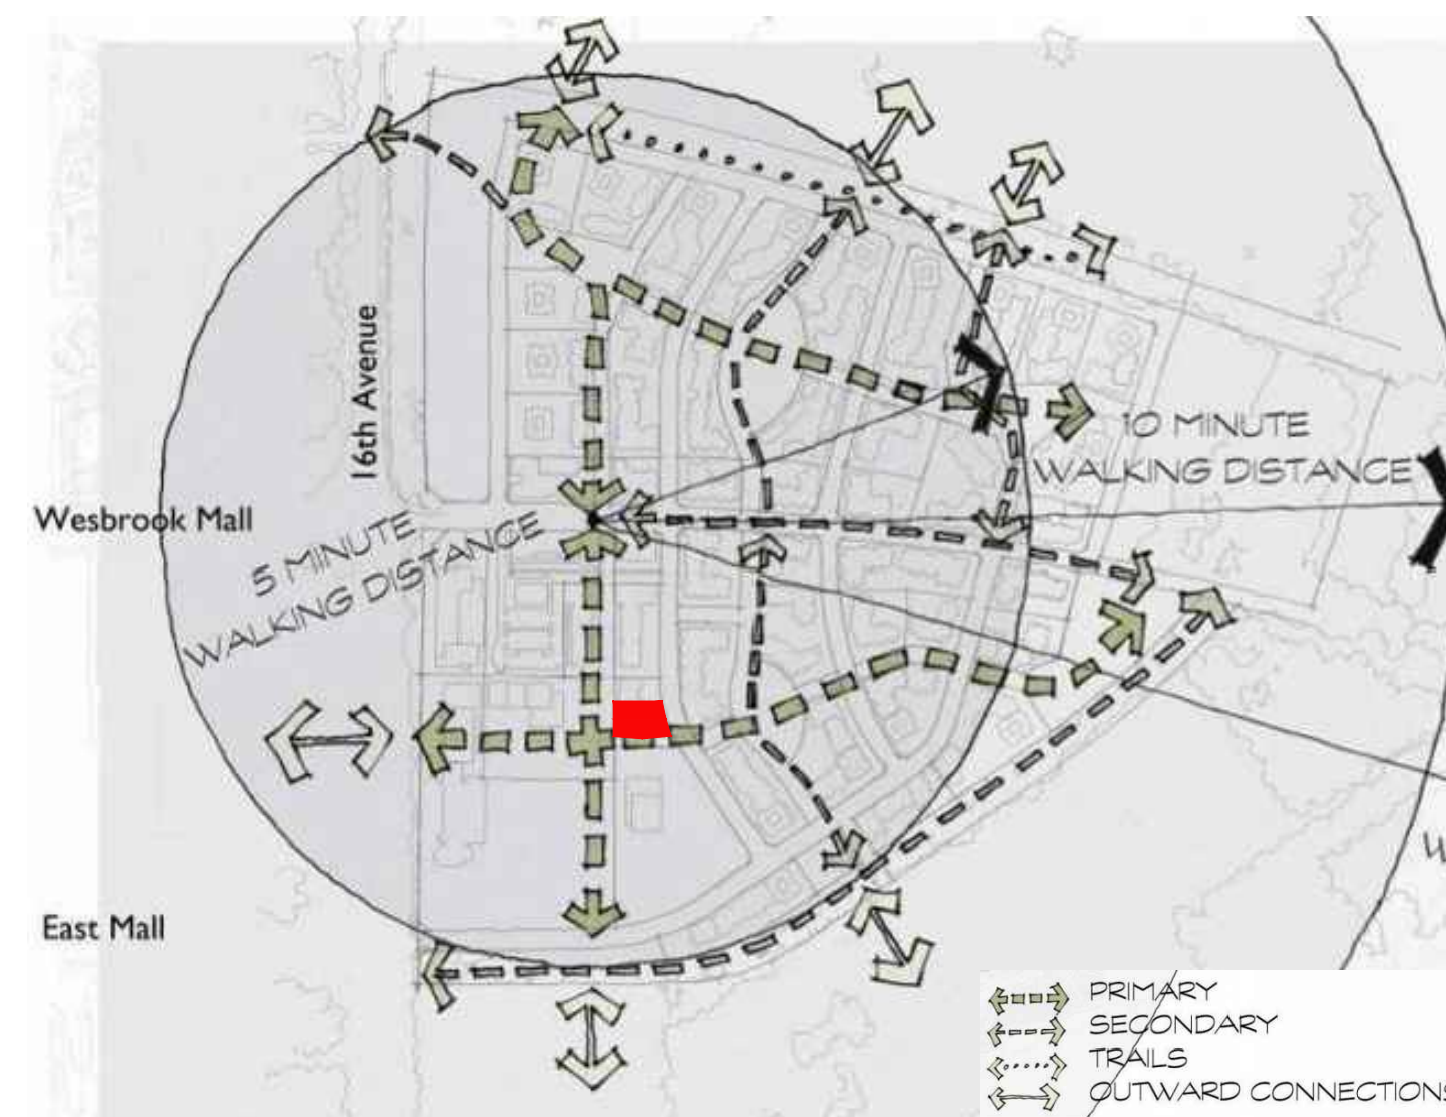 16th Avenue
10 MINUTE
WALKING DISTANCE
Wesbrook Mall
5 MINUTE
WALKING DISTANCE
East Mall
PRIMARY
SECONDARY
TRAILS
OUTWARD CONNECTIONS